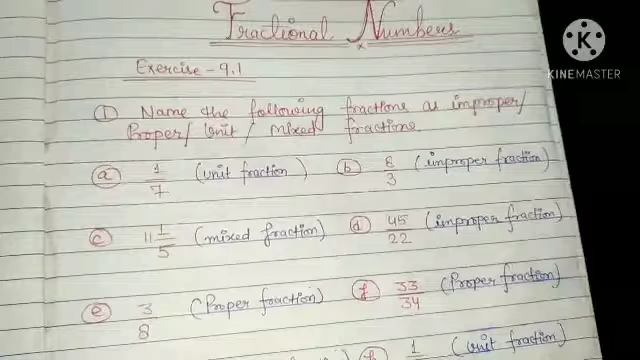 Fractional Numbers
Exercise - 9.1
① Name the following fractions as improper/
Proper/ Unit / mixed fractions.
ⓐ 1/7 (unit fraction) ⓑ 8/3 (improper fraction)
ⓒ 11 1/5 (mixed fraction) ⓓ 45/22 (improper fraction)
ⓔ 3/8 (Proper fraction) ⓕ 33/34 (Proper fraction)
ⓗ 1 (unit fraction)
KINEMASTER